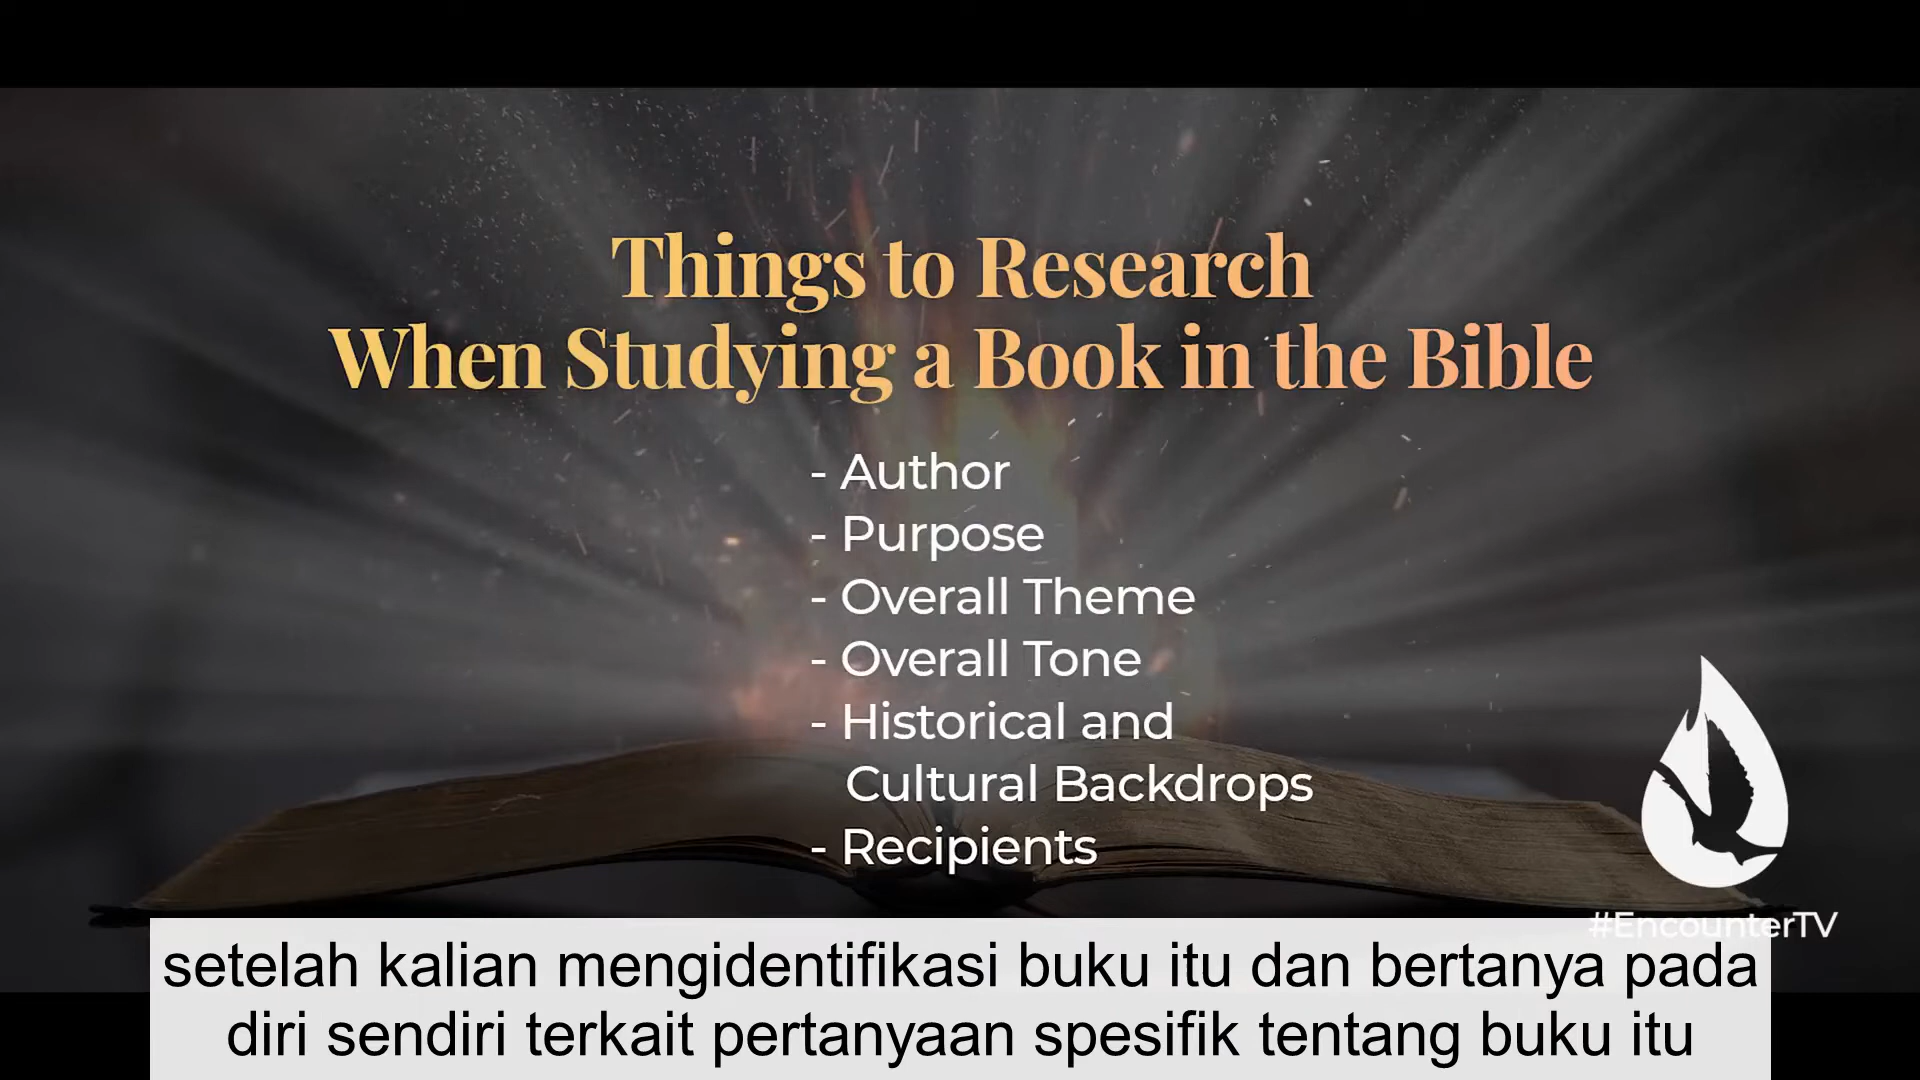 Things to Research
When Studying a Book in the Bible
- Author
- Purpose
- Overall Theme
- Overall Tone
- Historical and
Cultural Backdrops
- Recipients
#EncounterTV
setelah kalian mengidentifikasi buku itu dan bertanya pada
diri sendiri terkait pertanyaan spesifik tentang buku itu